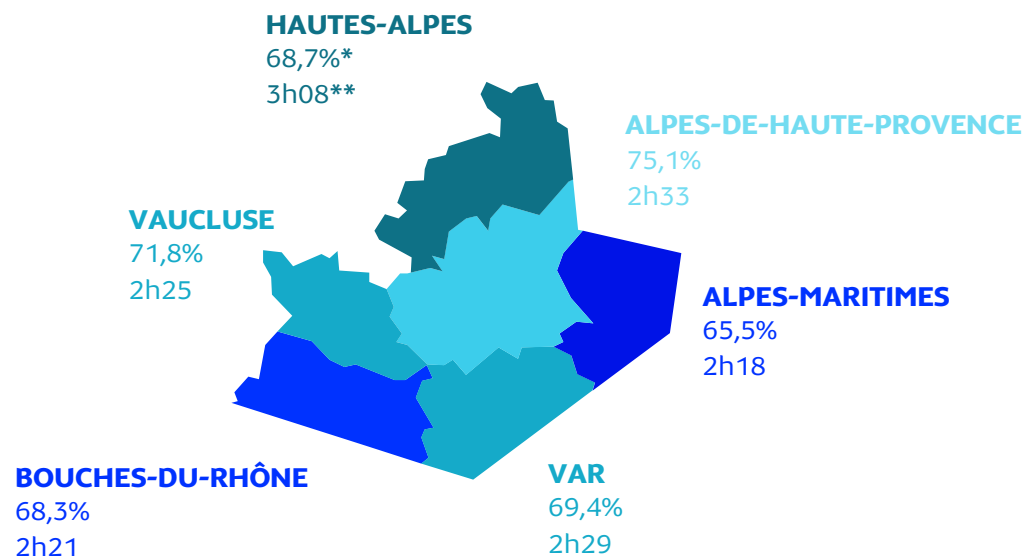 HAUTES-ALPES
68,7%*
3h08**
ALPES-DE-HAUTE-PROVENCE
75,1%
2h33
VAUCLUSE
71,8%
2h25
ALPES-MARITIMES
65,5%
2h18
BOUCHES-DU-RHÔNE
68,3%
2h21
VAR
69,4%
2h29